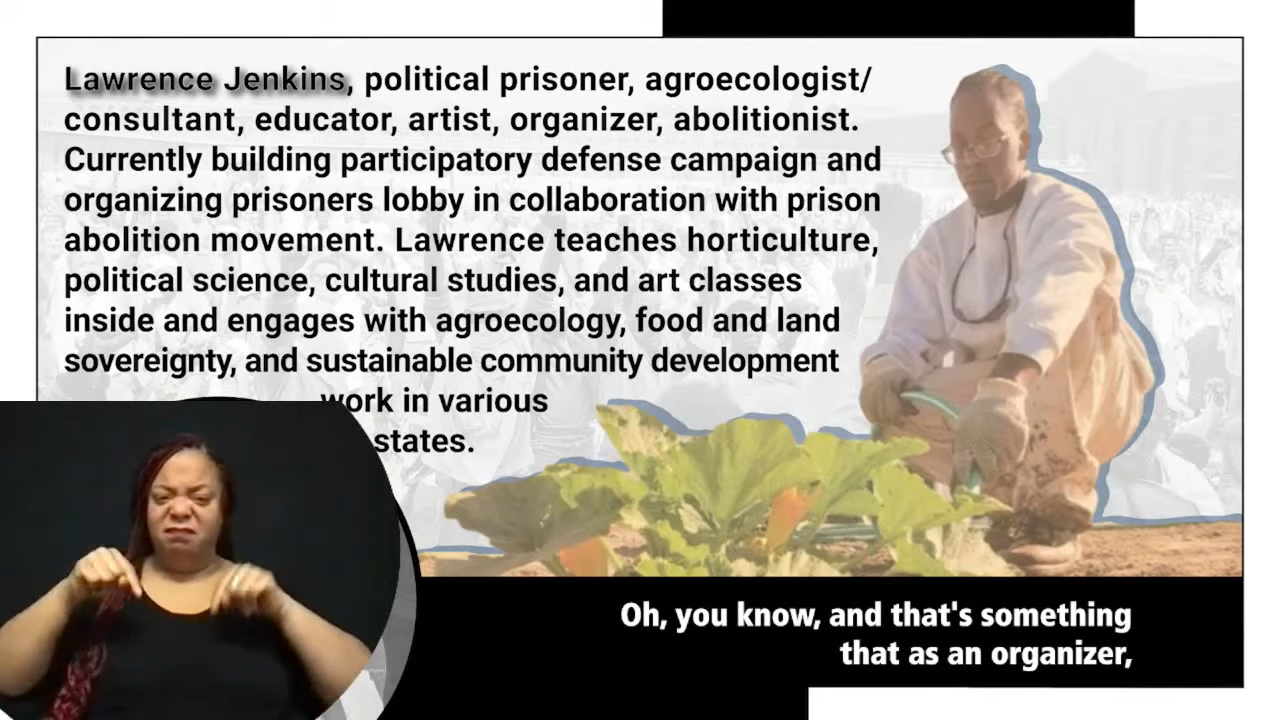 Lawrence Jenkins, political prisoner, agroecologist/
consultant, educator, artist, organizer, abolitionist.
Currently building participatory defense campaign and
organizing prisoners lobby in collaboration with prison
abolition movement. Lawrence teaches horticulture,
political science, cultural studies, and art classes
inside and engages with agroecology, food and land
sovereignty, and sustainable community development
work in various
states.
Oh, you know, and that's something
that as an organizer,